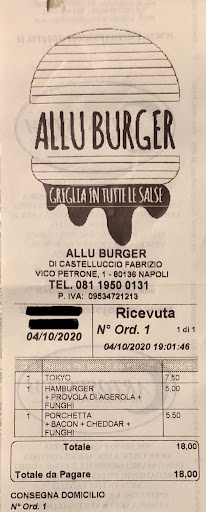 ALLU BURGER
GRIGLIA IN TUTTE LE SALSE
ALLU BURGER
DI CASTELLUCCIO FABRIZIO
VICO PETRONE, 1 - 80136 NAPOLI
TEL. 081 1950 0131
P. IVA: 09534721213
Ricevuta
N° Ord. 1 1 di 1
04/10/2020 04/10/2020 19:01:46
1 TOKYO 7,50
1 HAMBURGER 5,00
+ PROVOLA DI AGEROLA +
FUNGHI
1 PORCHETTA 5,50
+ BACON + CHEDDAR +
FUNGHI
Totale 18,00
Totale da Pagare 18,00
CONSEGNA DOMICILIO
N° Ord. 1